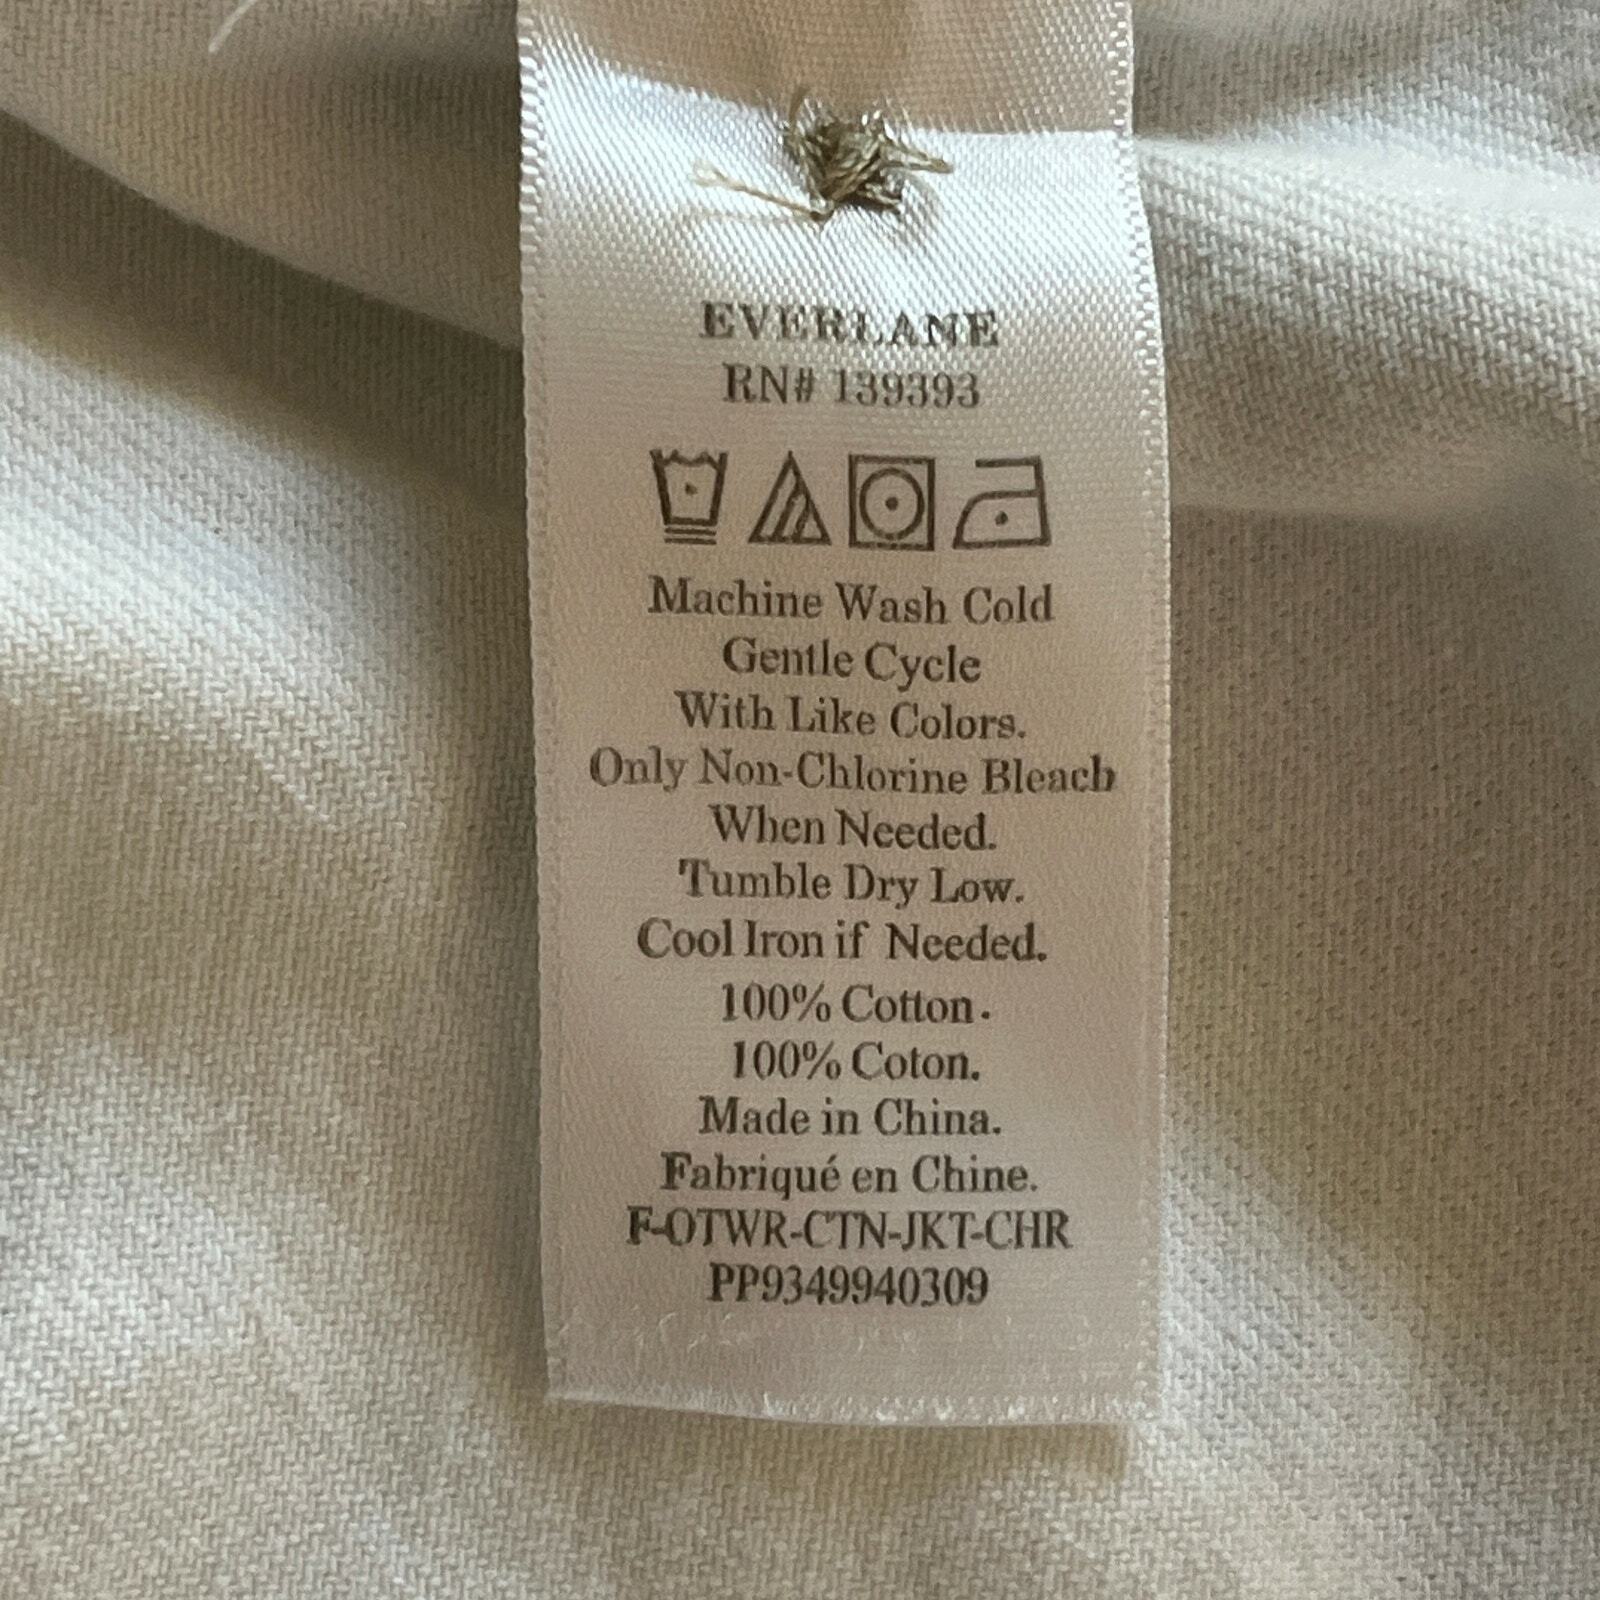 EVERLANE
RN# 139393
Machine Wash Cold
Gentle Cycle
With Like Colors.
Only Non-Chlorine Bleach
When Needed.
Tumble Dry Low.
Cool Iron if Needed.
100% Cotton.
100% Coton.
Made in China.
Fabriqué en Chine.
F-OTWR-CTN-JKT-CHR
PP9349940309